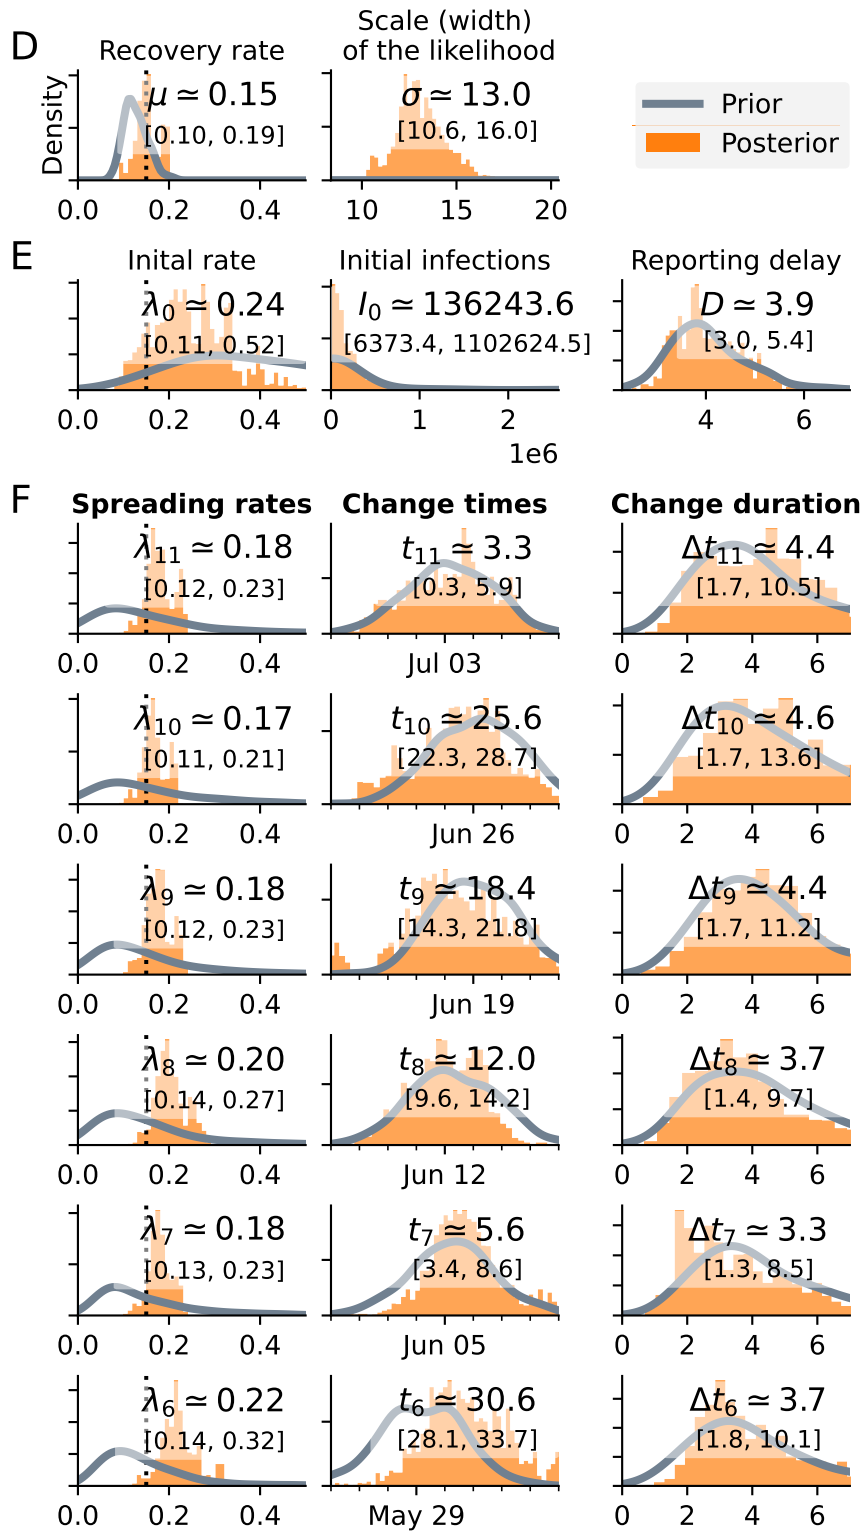 D
Recovery rate
Scale (width)
of the likelihood
Density
μ ≃ 0.15
[0.10, 0.19]
σ ≃ 13.0
[10.6, 16.0]
Prior
Posterior
0.0 0.2 0.4
10 15 20
E
Inital rate
Initial infections
Reporting delay
λ0 ≃ 0.24
[0.11, 0.52]
I0 ≃ 136243.6
[6373.4, 1102624.5]
D ≃ 3.9
[3.0, 5.4]
0.0 0.2 0.4
0 1 2
1e6
4 6
F
Spreading rates
Change times
Change duration
λ11 ≃ 0.18
[0.12, 0.23]
t11 ≃ 3.3
[0.3, 5.9]
Δt11 ≃ 4.4
[1.7, 10.5]
0.0 0.2 0.4
Jul 03
0 2 4 6
λ10 ≃ 0.17
[0.11, 0.21]
t10 ≃ 25.6
[22.3, 28.7]
Δt10 ≃ 4.6
[1.7, 13.6]
0.0 0.2 0.4
Jun 26
0 2 4 6
λ9 ≃ 0.18
[0.12, 0.23]
t9 ≃ 18.4
[14.3, 21.8]
Δt9 ≃ 4.4
[1.7, 11.2]
0.0 0.2 0.4
Jun 19
0 2 4 6
λ8 ≃ 0.20
[0.14, 0.27]
t8 ≃ 12.0
[9.6, 14.2]
Δt8 ≃ 3.7
[1.4, 9.7]
0.0 0.2 0.4
Jun 12
0 2 4 6
λ7 ≃ 0.18
[0.13, 0.23]
t7 ≃ 5.6
[3.4, 8.6]
Δt7 ≃ 3.3
[1.3, 8.5]
0.0 0.2 0.4
Jun 05
0 2 4 6
λ6 ≃ 0.22
[0.14, 0.32]
t6 ≃ 30.6
[28.1, 33.7]
Δt6 ≃ 3.7
[1.8, 10.1]
0.0 0.2 0.4
May 29
0 2 4 6